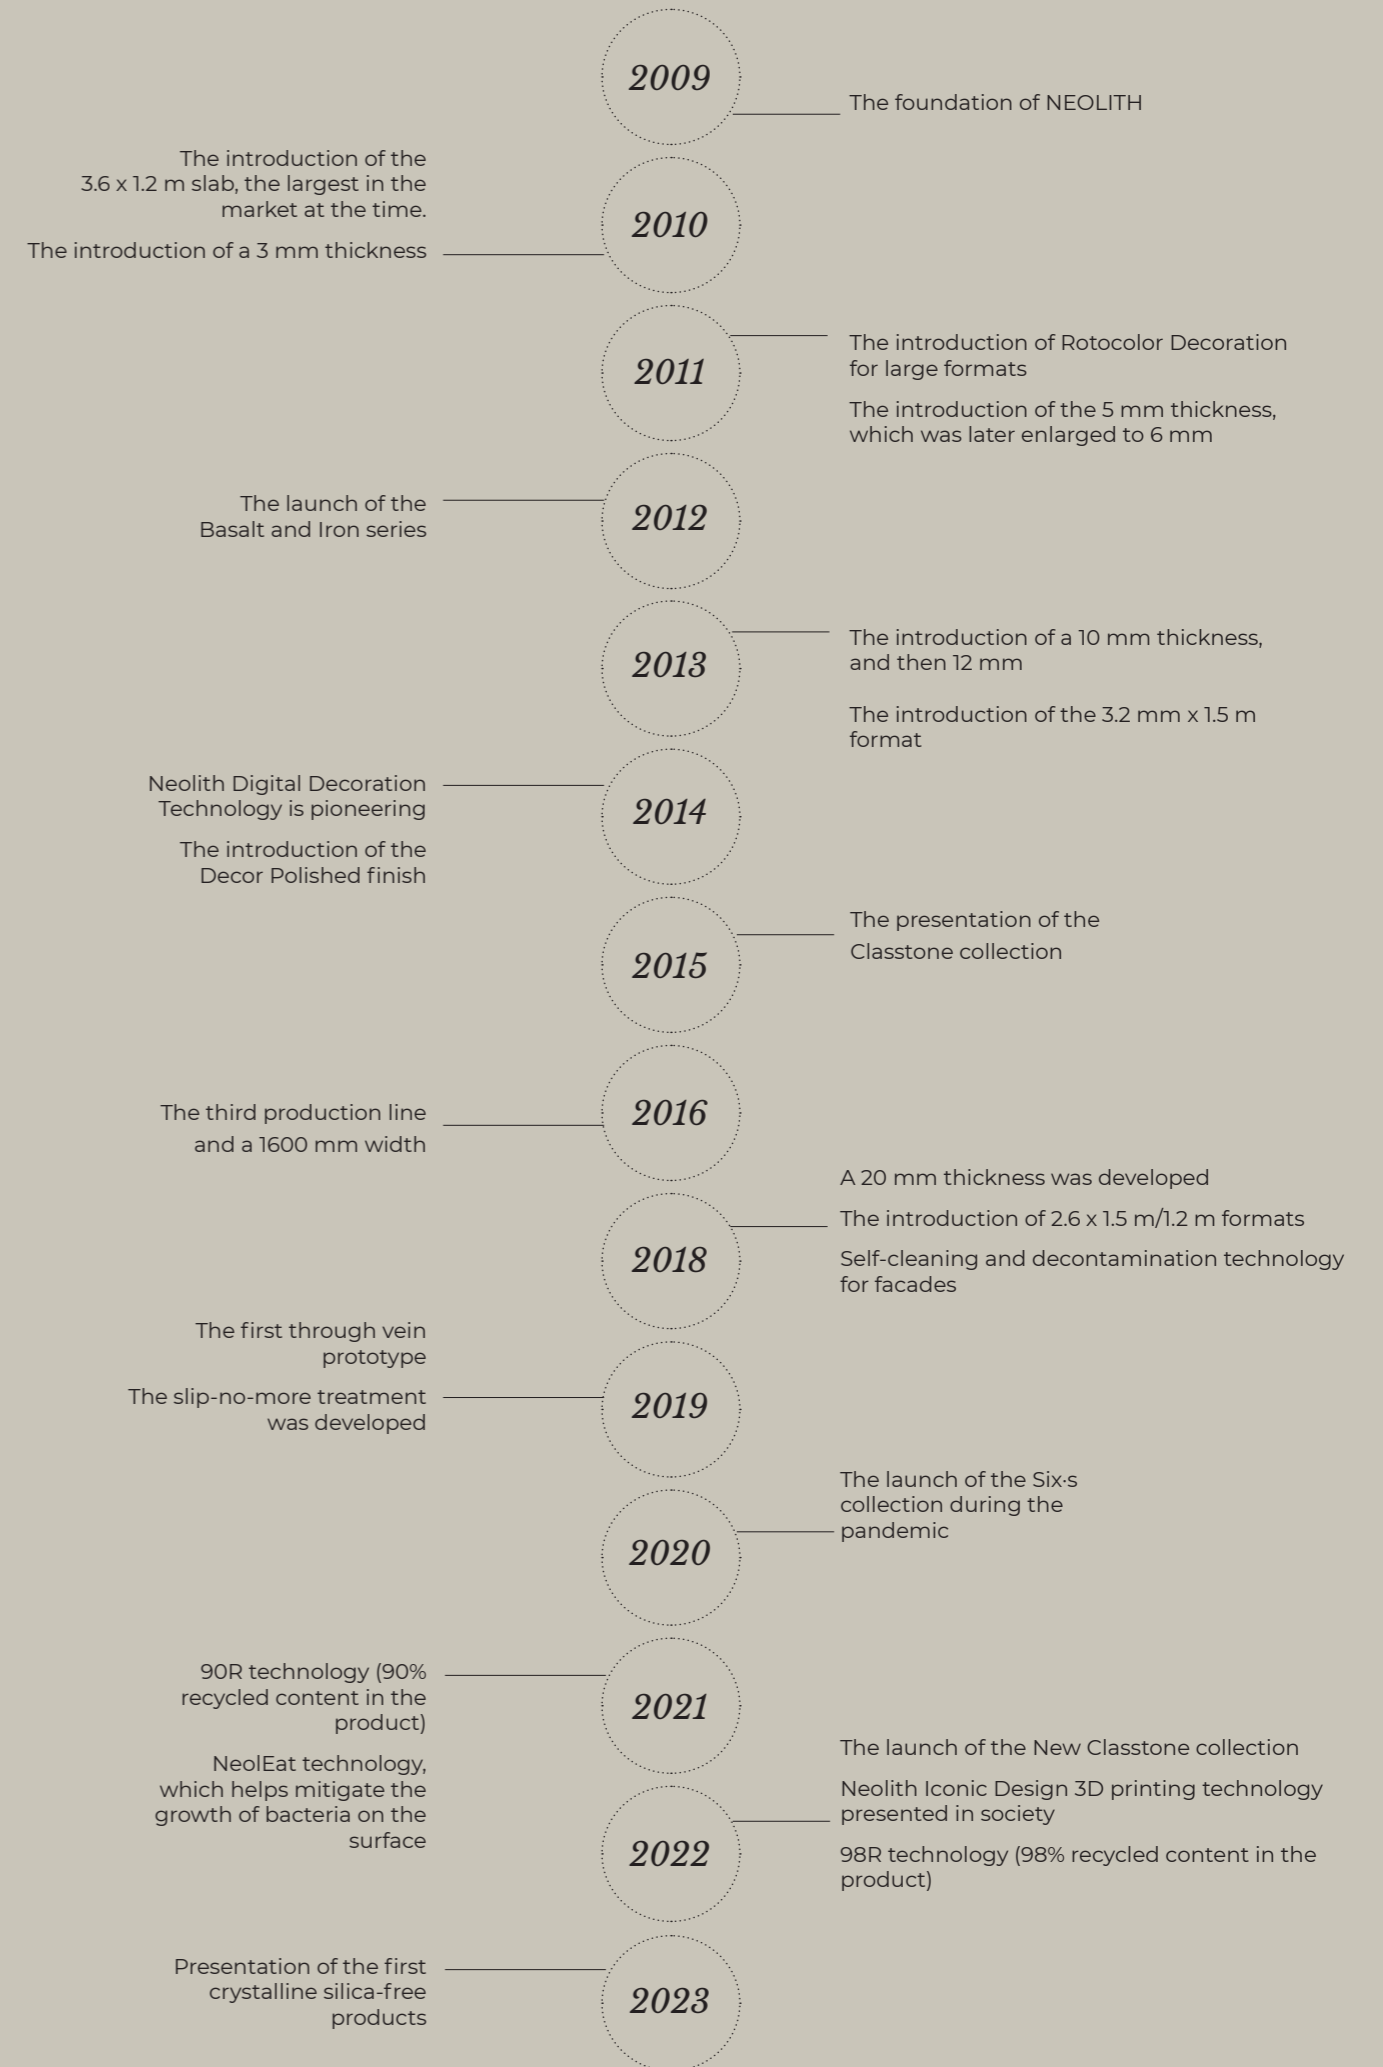 2009
The foundation of NEOLITH
The introduction of the
3.6 x 1.2 m slab, the largest in the
market at the time.
The introduction of a 3 mm thickness
2010
2011
The introduction of Rotocolor Decoration
for large formats
The introduction of the 5 mm thickness,
which was later enlarged to 6 mm
The launch of the
Basalt and Iron series
2012
2013
The introduction of a 10 mm thickness,
and then 12 mm
The introduction of the 3.2 mm x 1.5 m
format
Neolith Digital Decoration
Technology is pioneering
The introduction of the
Decor Polished finish
2014
2015
The presentation of the
Classtone collection
The third production line
and a 1600 mm width
2016
2018
A 20 mm thickness was developed
The introduction of 2.6 x 1.5 m/1.2 m formats
Self-cleaning and decontamination technology
for facades
The first through vein
prototype
The slip-no-more treatment
was developed
2019
2020
The launch of the Six·s
collection during the
pandemic
90R technology (90%
recycled content in the
product)
NeolEat technology,
which helps mitigate the
growth of bacteria on the
surface
2021
2022
The launch of the New Classtone collection
Neolith Iconic Design 3D printing technology
presented in society
98R technology (98% recycled content in the
product)
Presentation of the first
crystalline silica-free
products
2023